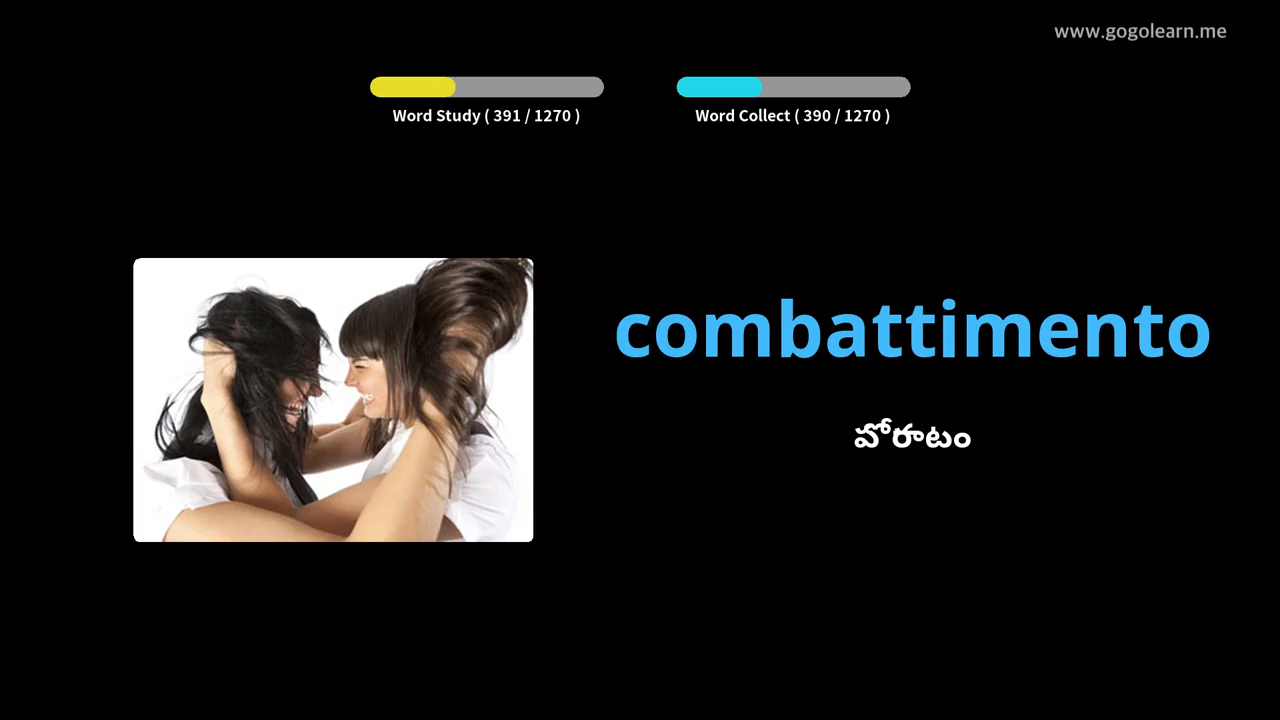 www.gogolearn.me
Word Study ( 391 / 1270 )
Word Collect ( 390 / 1270 )
combattimento
పోరాటం